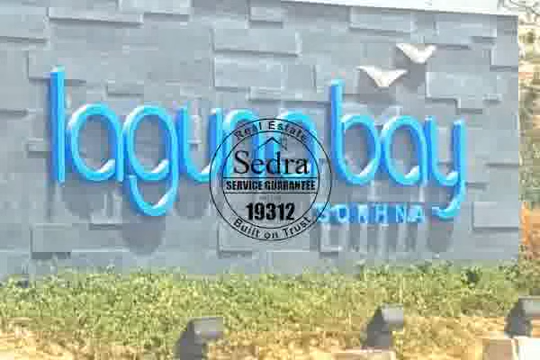 laguna bay
SOKHNA
Real Estate
Sedra
SERVICE GUARANTEE
19312
Built on Trust